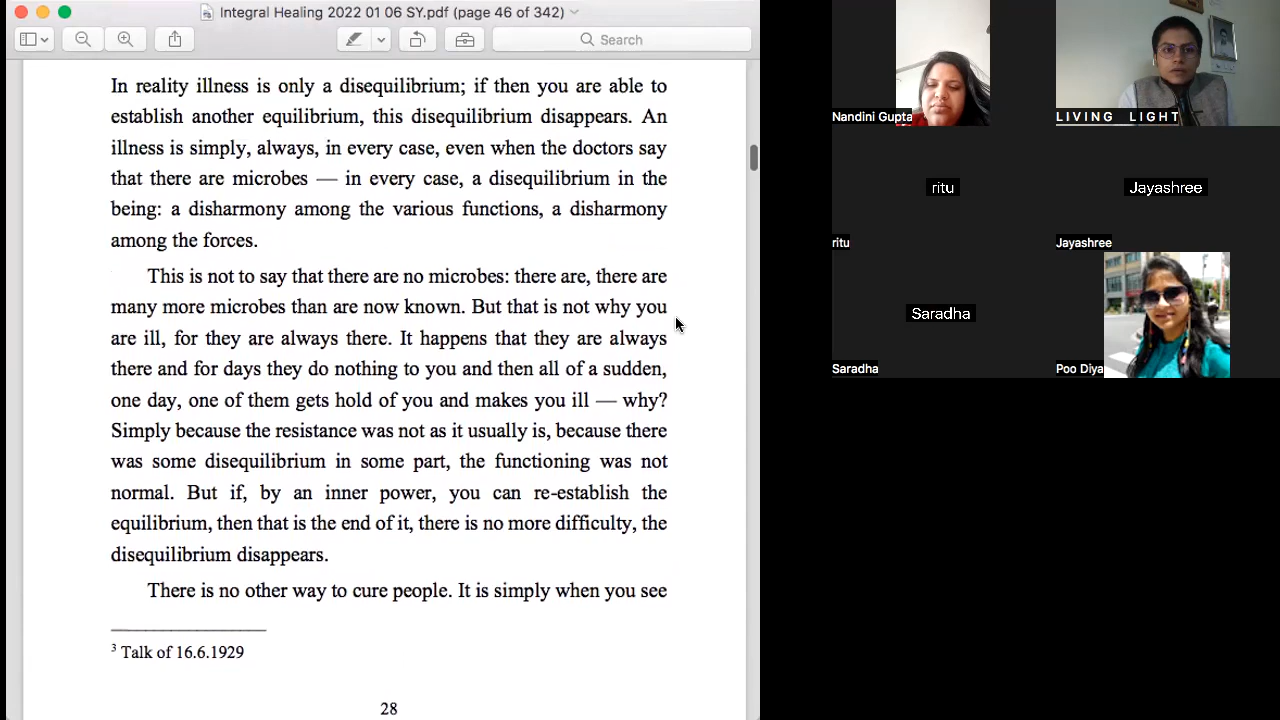 Integral Healing 2022 01 06 SY.pdf (page 46 of 342)
Search
In reality illness is only a disequilibrium; if then you are able to
establish another equilibrium, this disequilibrium disappears. An
illness is simply, always, in every case, even when the doctors say
that there are microbes — in every case, a disequilibrium in the
being: a disharmony among the various functions, a disharmony
among the forces.
This is not to say that there are no microbes: there are, there are
many more microbes than are now known. But that is not why you
are ill, for they are always there. It happens that they are always
there and for days they do nothing to you and then all of a sudden,
one day, one of them gets hold of you and makes you ill — why?
Simply because the resistance was not as it usually is, because there
was some disequilibrium in some part, the functioning was not
normal. But if, by an inner power, you can re-establish the
equilibrium, then that is the end of it, there is no more difficulty, the
disequilibrium disappears.
There is no other way to cure people. It is simply when you see
3 Talk of 16.6.1929
28
Nandini Gupta
LIVING LIGHT
ritu
ritu
Jayashree
Jayashree
Saradha
Saradha
Poo Diya